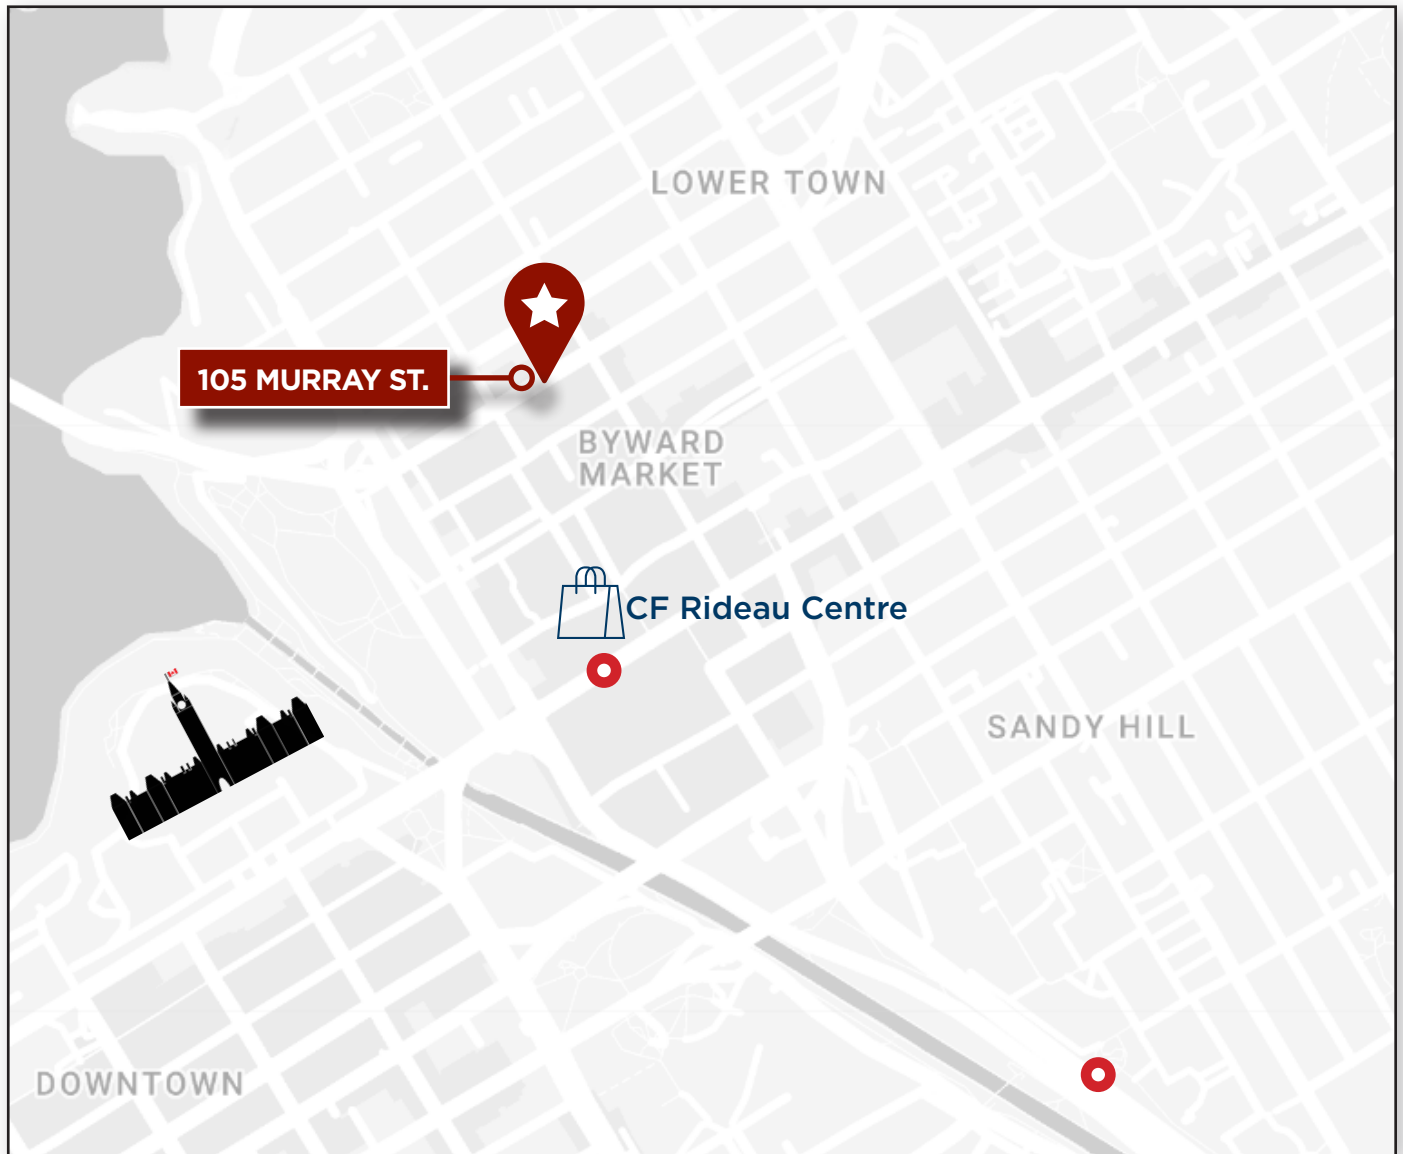 LOWER TOWN
105 MURRAY ST.
BYWARD
MARKET
CF Rideau Centre
SANDY HILL
DOWNTOWN